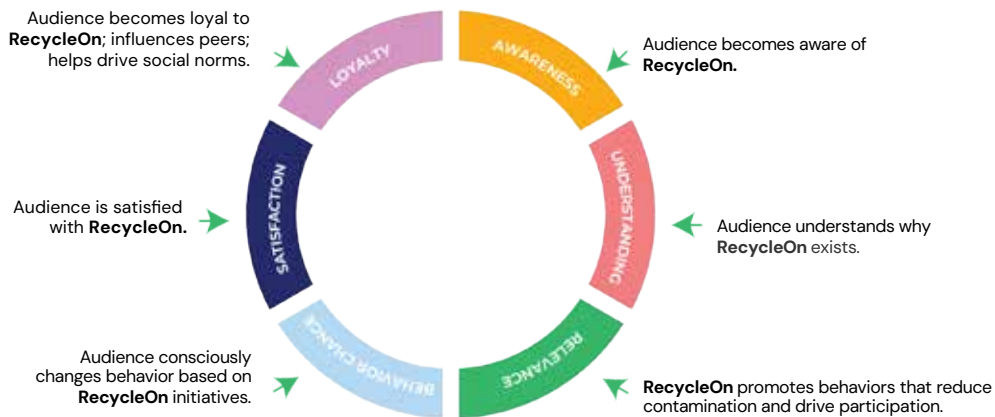 Audience becomes loyal to
RecycleOn; influences peers;
helps drive social norms.
LOYALTY
AWARENESS
Audience becomes aware of
RecycleOn.
UNDERSTANDING
Audience understands why
RecycleOn exists.
RELEVANCE
RecycleOn promotes behaviors that reduce
contamination and drive participation.
BEHAVIOR CHANGE
Audience consciously
changes behavior based on
RecycleOn initiatives.
SATISFACTION
Audience is satisfied
with RecycleOn.